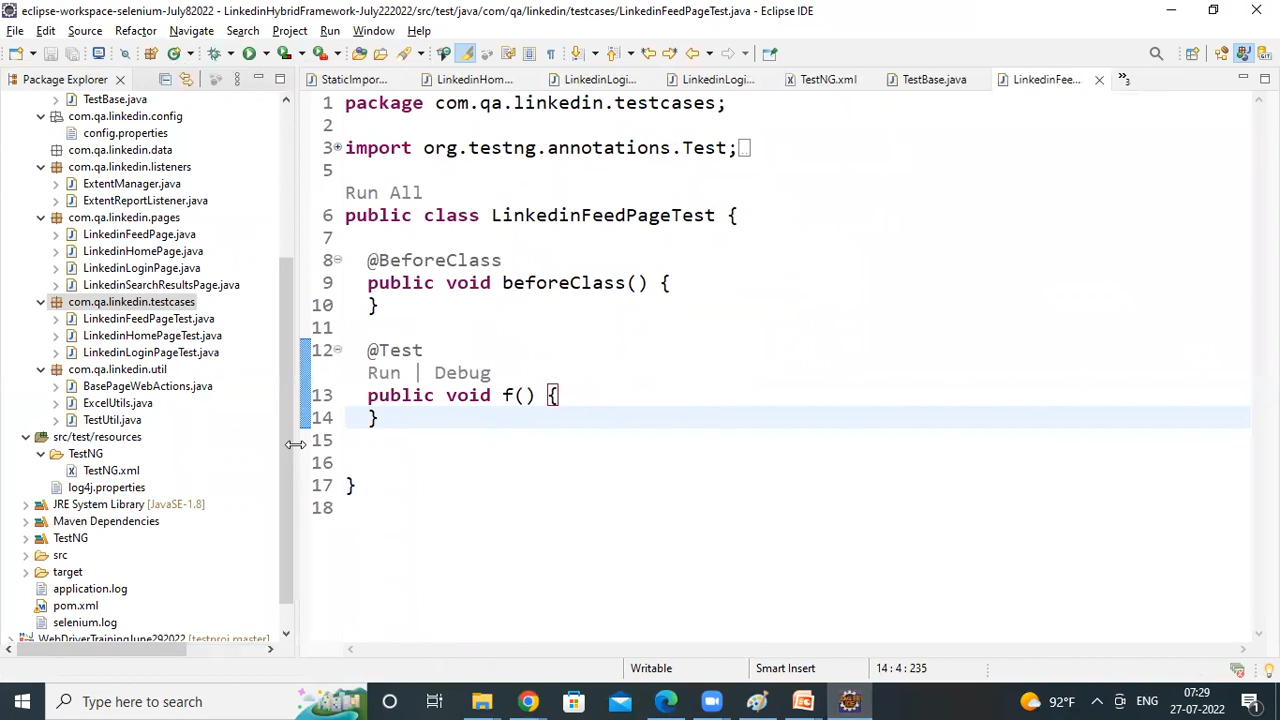 eclipse-workspace-selenium-July82022 - LinkedinHybridFramework-July222022/src/test/java/com/qa/linkedin/testcases/LinkedinFeedPageTest.java - Eclipse IDE
File Edit Source Refactor Navigate Search Project Run Window Help
Package Explorer
StaticImpor... LinkedinHom... LinkedinLogi... LinkedinLogi... TestNG.xml TestBase.java LinkedinFee... »3
TestBase.java
com.qa.linkedin.config
config.properties
com.qa.linkedin.data
com.qa.linkedin.listeners
ExtentManager.java
ExtentReportListener.java
com.qa.linkedin.pages
LinkedinFeedPage.java
LinkedinHomePage.java
LinkedinLoginPage.java
LinkedinSearchResultsPage.java
com.qa.linkedin.testcases
LinkedinFeedPageTest.java
LinkedinHomePageTest.java
LinkedinLoginPageTest.java
com.qa.linkedin.util
BasePageWebActions.java
ExcelUtils.java
TestUtil.java
src/test/resources
TestNG
TestNG.xml
log4j.properties
JRE System Library [JavaSE-1.8]
Maven Dependencies
TestNG
src
target
application.log
pom.xml
selenium.log
WebDriverTrainingJune292022 [testproj master]
1 package com.qa.linkedin.testcases;
2
3 import org.testng.annotations.Test;
5
Run All
6 public class LinkedinFeedPageTest {
7
8 @BeforeClass
9 public void beforeClass() {
10 }
11
12 @Test
Run | Debug
13 public void f() {
14 }
15
16
17 }
18
Writable Smart Insert 14 : 4 : 235
Type here to search
92°F ENG 07:29
27-07-2022